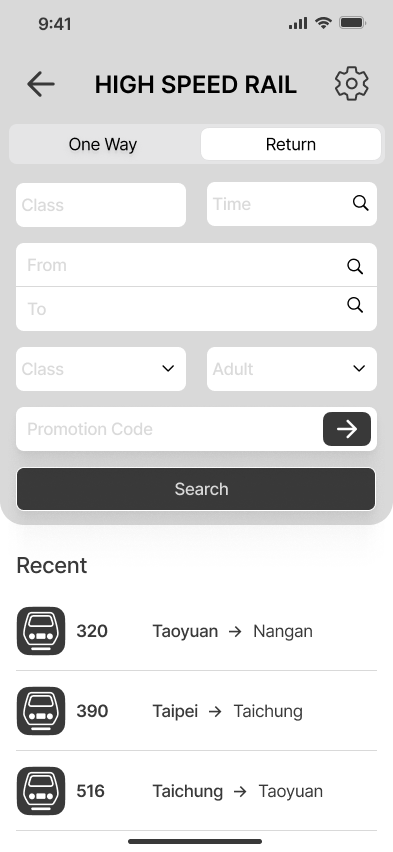 9:41
HIGH SPEED RAIL
One Way Return
Class Time
From
To
Class Adult
Promotion Code
Search
Recent
320 Taoyuan → Nangan
390 Taipei → Taichung
516 Taichung → Taoyuan